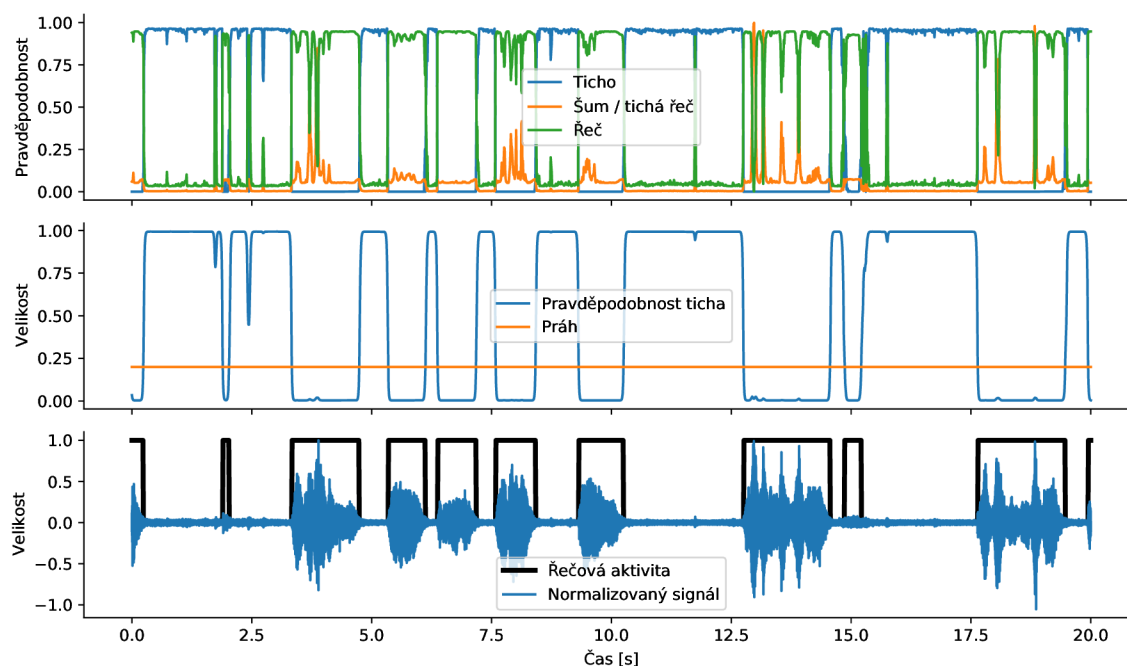 1.00
0.75
0.50
0.25
0.00
Pravděpodobnost
Ticho
Šum / tichá řeč
Řeč
1.00
0.75
0.50
0.25
0.00
Velikost
Pravděpodobnost ticha
Práh
1.0
0.5
0.0
−0.5
−1.0
Velikost
Řečová aktivita
Normalizovaný signál
0.0 2.5 5.0 7.5 10.0 12.5 15.0 17.5 20.0
Čas [s]